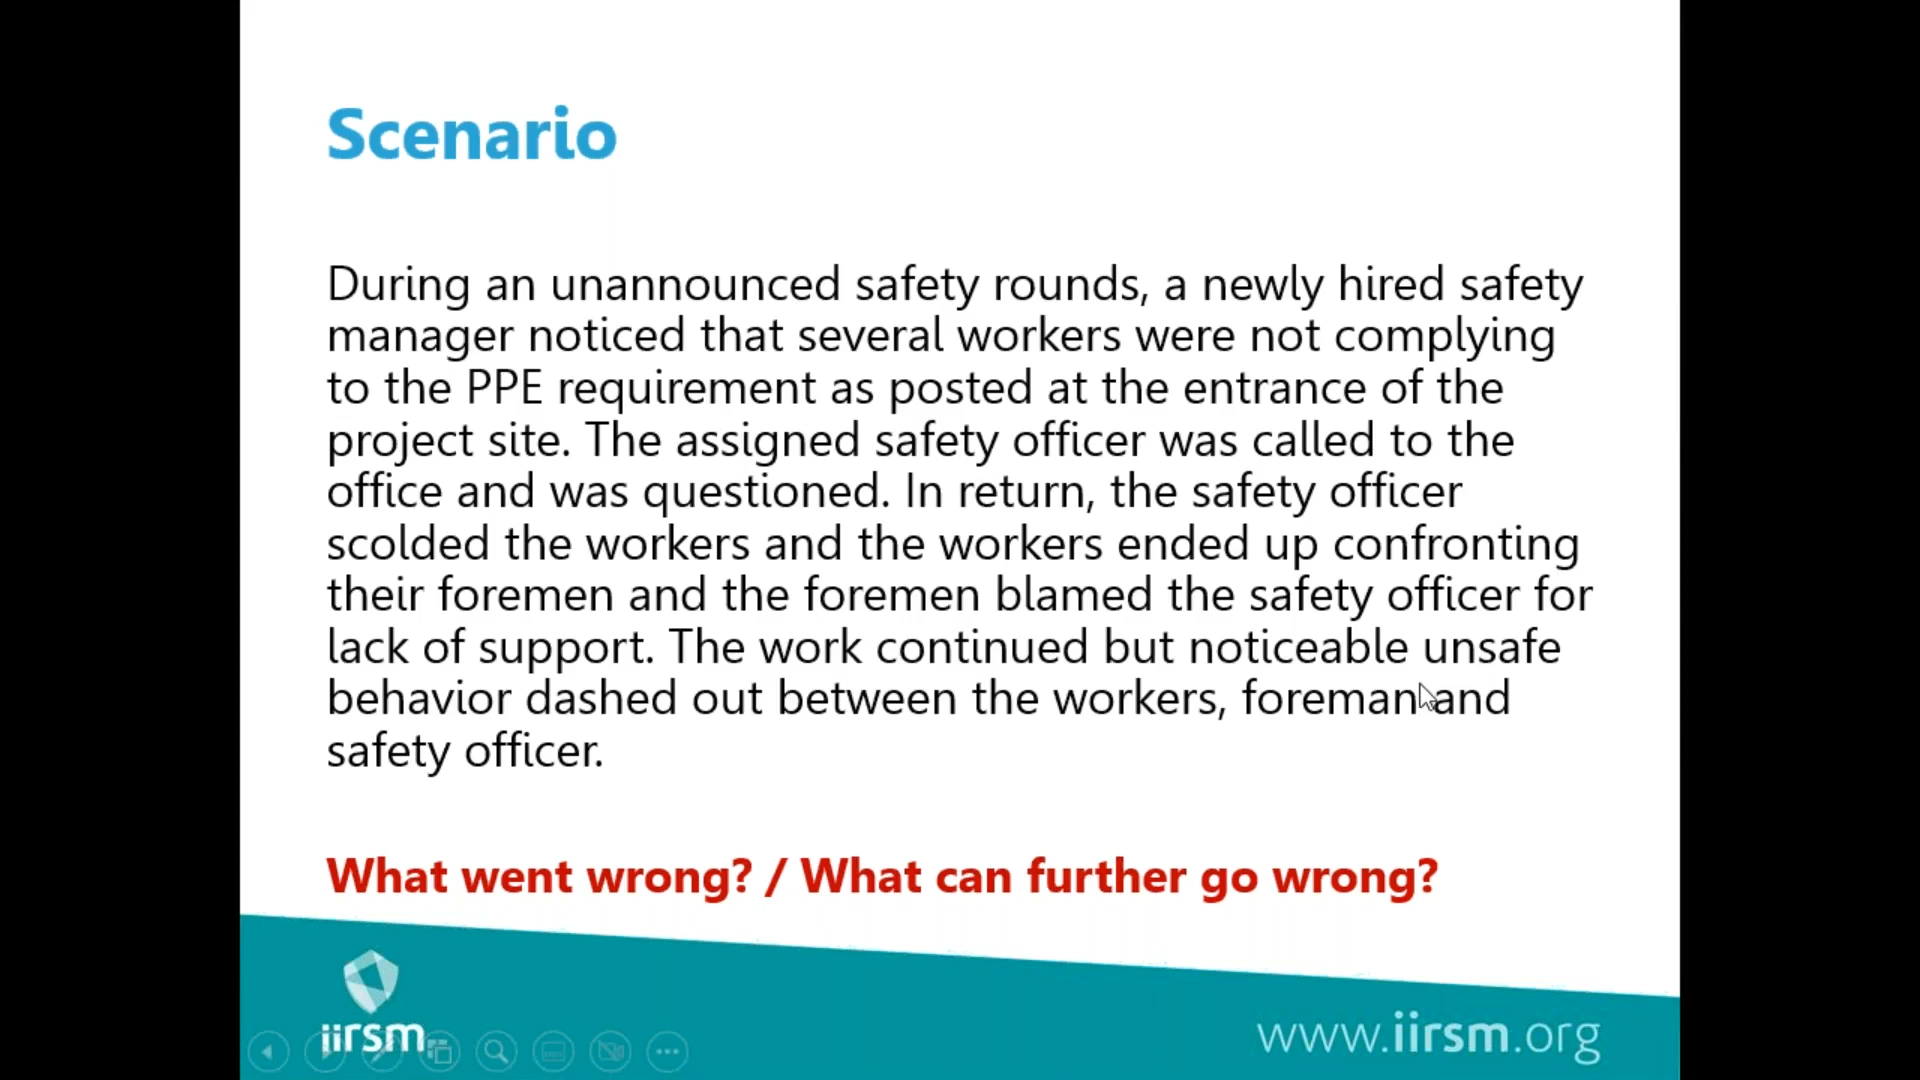 Scenario
During an unannounced safety rounds, a newly hired safety
manager noticed that several workers were not complying
to the PPE requirement as posted at the entrance of the
project site. The assigned safety officer was called to the
office and was questioned. In return, the safety officer
scolded the workers and the workers ended up confronting
their foremen and the foremen blamed the safety officer for
lack of support. The work continued but noticeable unsafe
behavior dashed out between the workers, foreman and
safety officer.
What went wrong? / What can further go wrong?
iirsm
www.iirsm.org